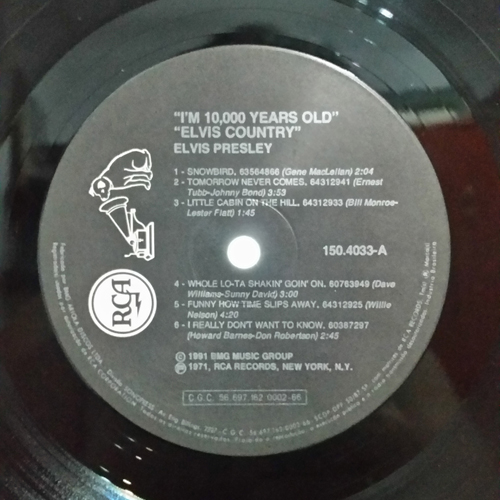 "I'M 10,000 YEARS OLD"
"ELVIS COUNTRY"
ELVIS PRESLEY
1 - SNOWBIRD, 63564866 (Gene MacLellan) 2:04
2 - TOMORROW NEVER COMES, 64312941 (Ernest
Tubb-Johnny Bond) 3:53
3 - LITTLE CABIN ON THE HILL, 64312933 (Bill Monroe-
Lester Flatt) 1:45
150.4033-A
4 - WHOLE LO-TA SHAKIN' GOIN' ON, 60763949 (Dave
Williams-Sunny David) 3:00
5 - FUNNY HOW TIME SLIPS AWAY, 64312925 (Willie
Nelson) 4:20
6 - I REALLY DON'T WANT TO KNOW, 60387297
(Howard Barnes-Don Robertson) 2:45
© 1991 BMG MUSIC GROUP
℗ 1971, RCA RECORDS, NEW YORK, N.Y.
C.G.C. 56 697 162 0002-66
RCA